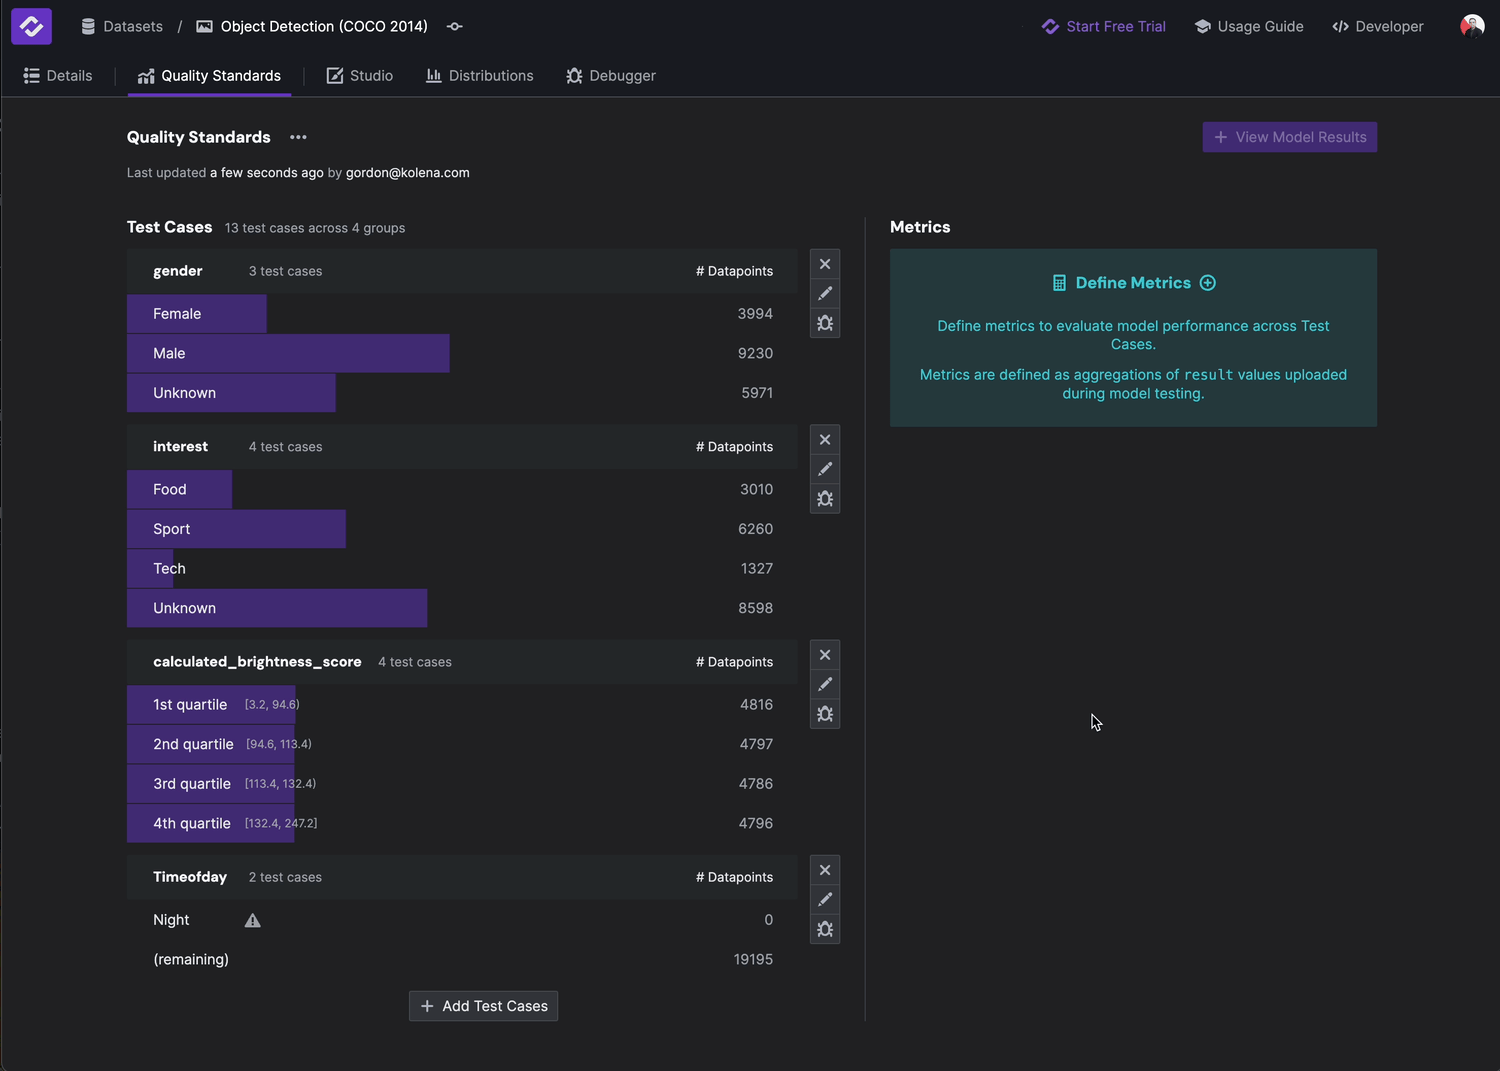 Datasets / Object Detection (COCO 2014)
Start Free Trial Usage Guide </> Developer
Details Quality Standards Studio Distributions Debugger
Quality Standards ...
+ View Model Results
Last updated a few seconds ago by gordon@kolena.com
Test Cases 13 test cases across 4 groups
gender 3 test cases # Datapoints
Female 3994
Male 9230
Unknown 5971
interest 4 test cases # Datapoints
Food 3010
Sport 6260
Tech 1327
Unknown 8598
calculated_brightness_score 4 test cases # Datapoints
1st quartile [3.2, 94.6) 4816
2nd quartile [94.6, 113.4) 4797
3rd quartile [113.4, 132.4) 4786
4th quartile [132.4, 247.2] 4796
Timeofday 2 test cases # Datapoints
Night 0
(remaining) 19195
+ Add Test Cases
Metrics
Define Metrics
Define metrics to evaluate model performance across Test
Cases.
Metrics are defined as aggregations of result values uploaded
during model testing.